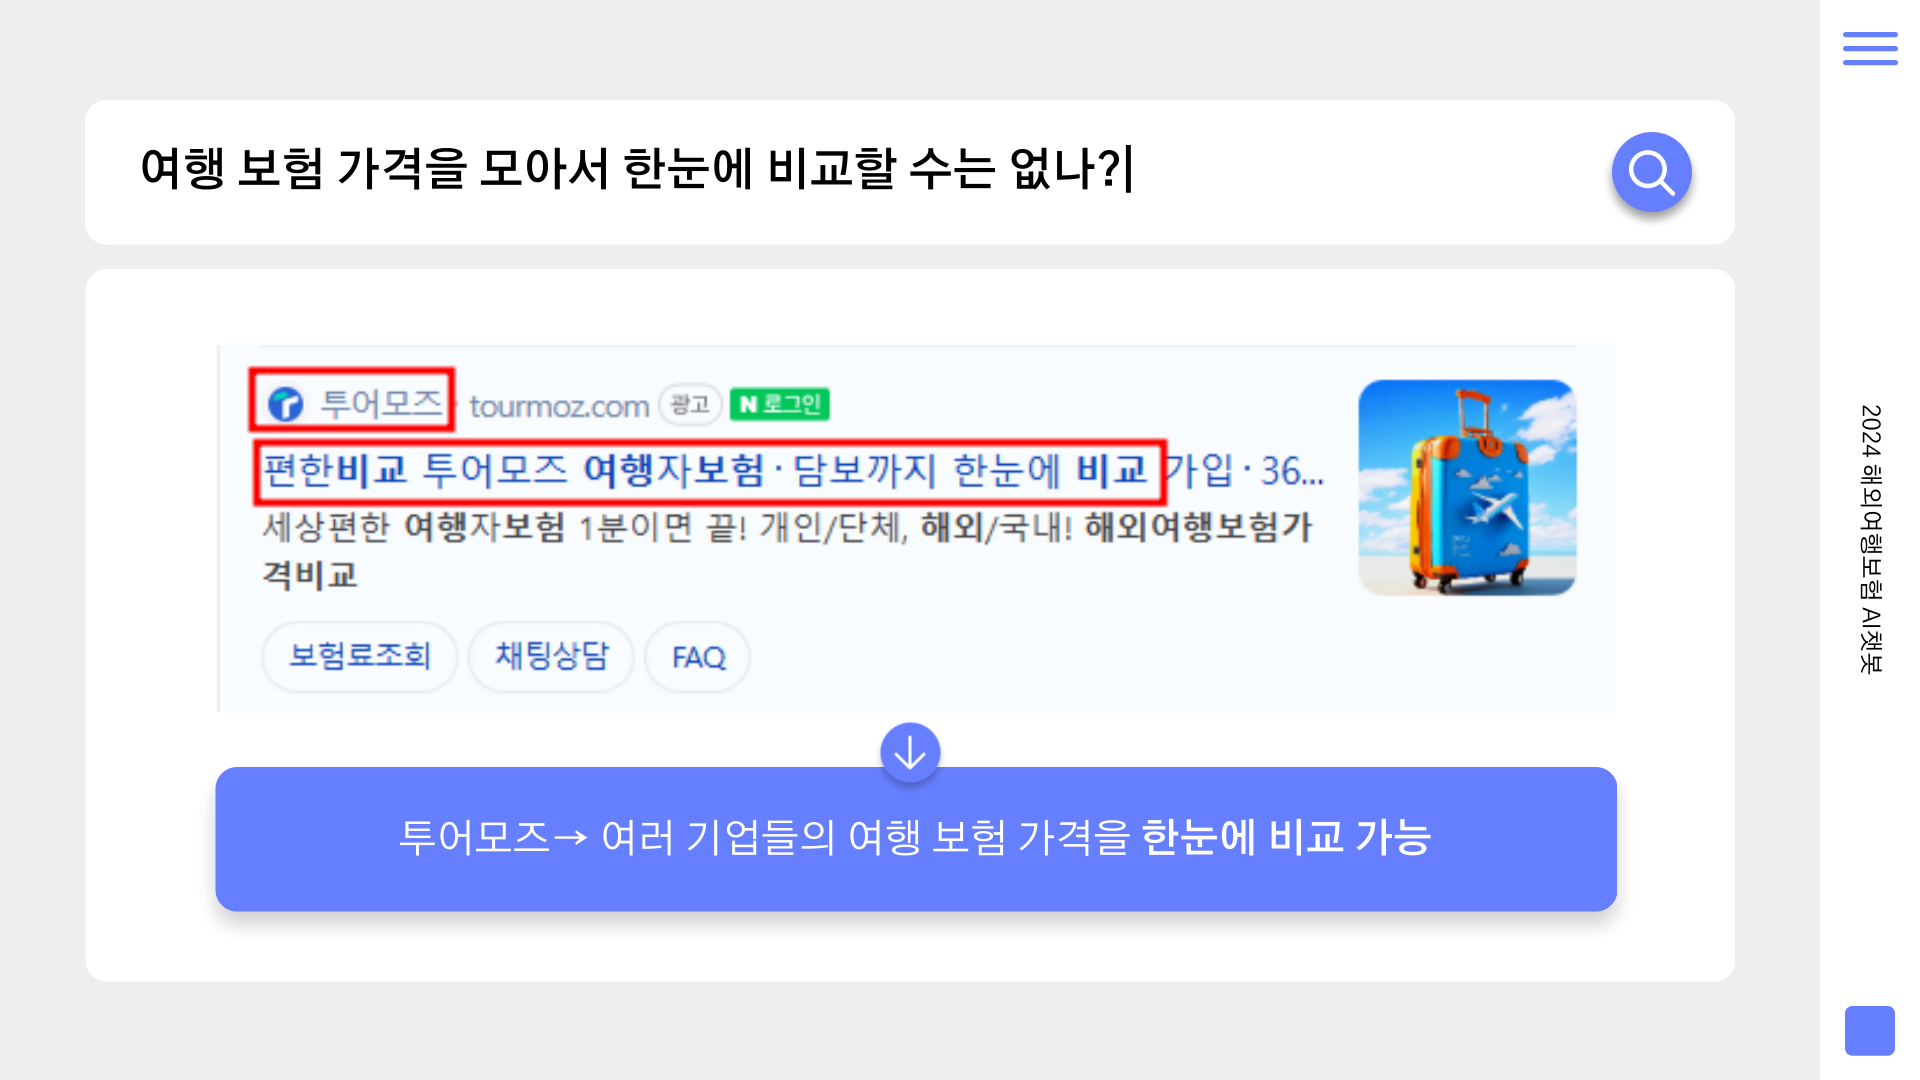 여행 보험 가격을 모아서 한눈에 비교할 수는 없나?
투어모즈 · tourmoz.com 광고 N 로그인
편한비교 투어모즈 여행자보험 · 담보까지 한눈에 비교 가입 · 36...
세상편한 여행자보험 1분이면 끝! 개인/단체, 해외/국내! 해외여행보험가
격비교
보험료조회 채팅상담 FAQ
투어모즈→ 여러 기업들의 여행 보험 가격을 한눈에 비교 가능
2024 해외여행보험 AI챗봇